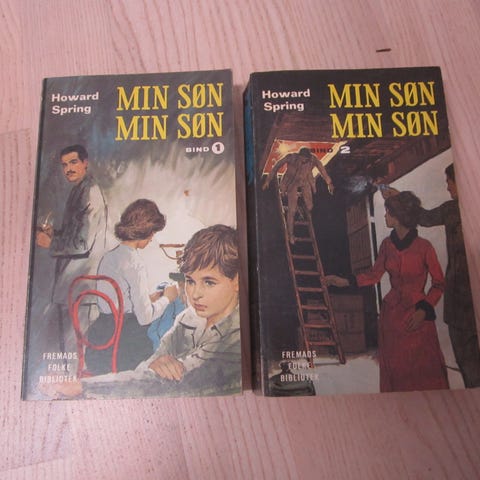 Howard
Spring
MIN SØN
MIN SØN
BIND 1
FREMADS
FOLKE
BIBLIOTEK
Howard
Spring
MIN SØN
MIN SØN
BIND 2
FREMADS
FOLKE
BIBLIOTEK